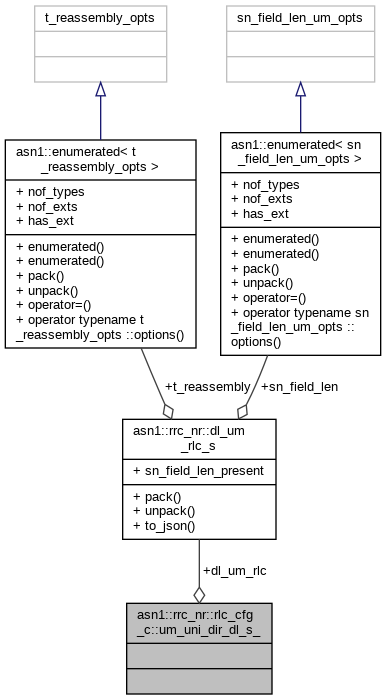 t_reassembly_opts
sn_field_len_um_opts
asn1::enumerated< t
_reassembly_opts >
+ nof_types
+ nof_exts
+ has_ext
+ enumerated()
+ enumerated()
+ pack()
+ unpack()
+ operator=()
+ operator typename t
_reassembly_opts ::options()
asn1::enumerated< sn
_field_len_um_opts >
+ nof_types
+ nof_exts
+ has_ext
+ enumerated()
+ enumerated()
+ pack()
+ unpack()
+ operator=()
+ operator typename sn
_field_len_um_opts ::
options()
+t_reassembly
+sn_field_len
asn1::rrc_nr::dl_um
_rlc_s
+ sn_field_len_present
+ pack()
+ unpack()
+ to_json()
+dl_um_rlc
asn1::rrc_nr::rlc_cfg
_c::um_uni_dir_dl_s_